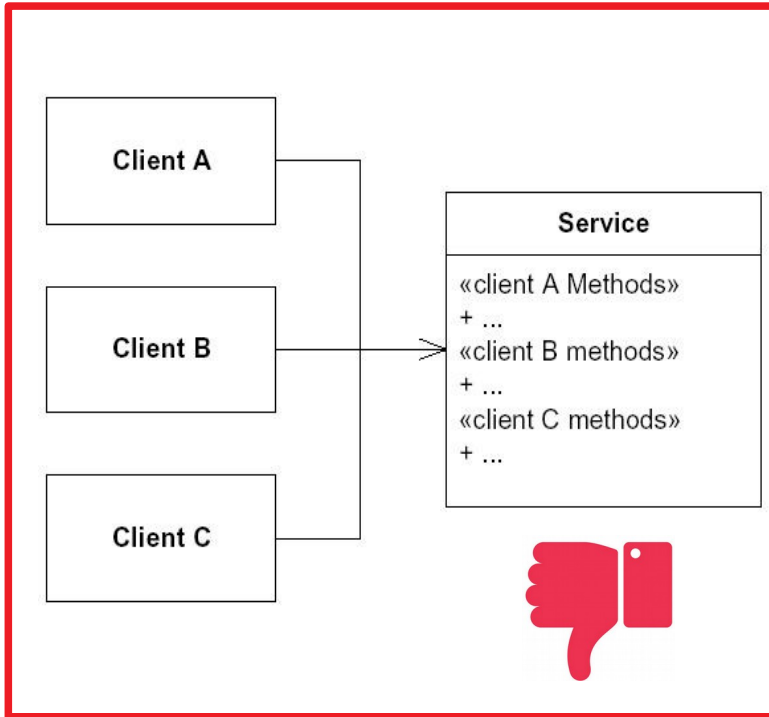 Client A
Client B
Client C
Service
«client A Methods»
+ ...
«client B methods»
+ ...
«client C methods»
+ ...